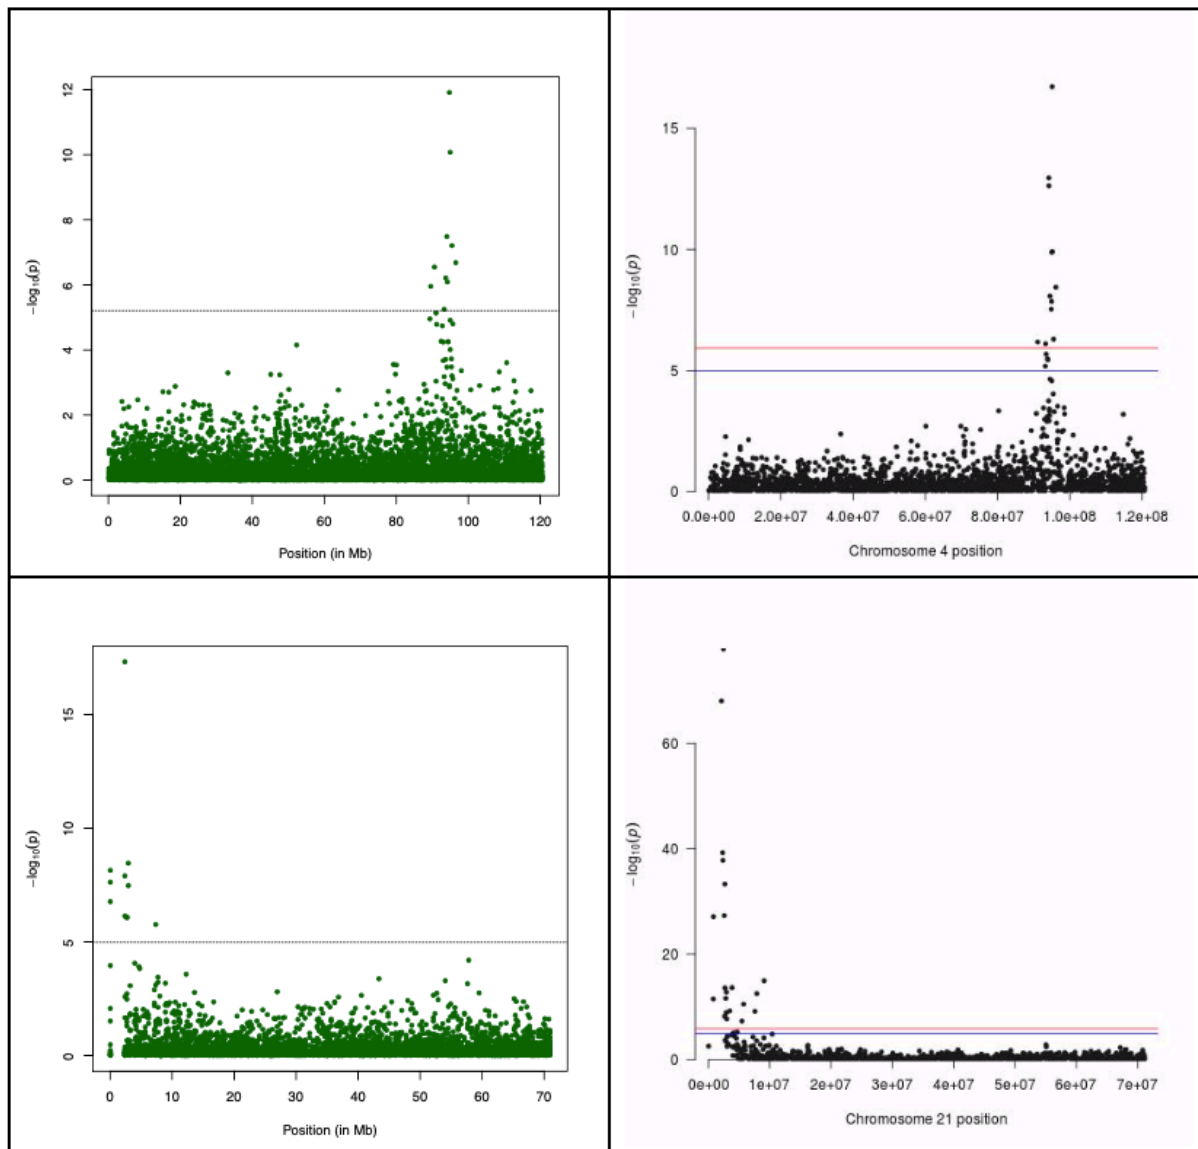 12
10
8
6
4
2
0
−log₁₀(p)
0 20 40 60 80 100 120
Position (in Mb)
15
10
5
0
−log₁₀(p)
0.0e+00 2.0e+07 4.0e+07 6.0e+07 8.0e+07 1.0e+08 1.2e+08
Chromosome 4 position
15
10
5
0
−log₁₀(p)
0 10 20 30 40 50 60 70
Position (in Mb)
60
40
20
0
−log₁₀(p)
0e+00 1e+07 2e+07 3e+07 4e+07 5e+07 6e+07 7e+07
Chromosome 21 position